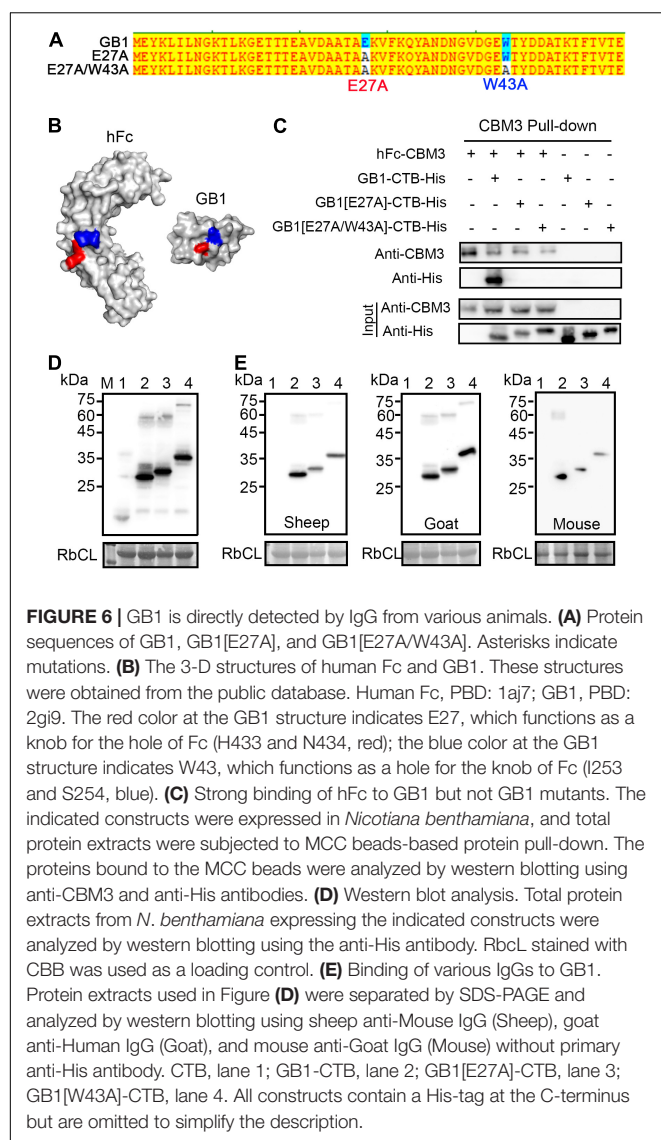 A
GB1 MEYKLILNGKTLKGETTTEAVDAATAEKVFKQYANDNGVDGEWTYDDATKTFTVTE
E27A MEYKLILNGKTLKGETTTEAVDAATAAKVFKQYANDNGVDGEWTYDDATKTFTVTE
E27A/W43A MEYKLILNGKTLKGETTTEAVDAATAAKVFKQYANDNGVDGEATYDDATKTFTVTE
E27A W43A
B
hFc
GB1
C
CBM3 Pull-down
hFc-CBM3 + + + + - - -
GB1-CTB-His - + - - + - -
GB1[E27A]-CTB-His - - + - - + -
GB1[E27A/W43A]-CTB-His - - - + - - +
Anti-CBM3
Anti-His
Input
Anti-CBM3
Anti-His
D
kDa M 1 2 3 4
75
60
45
35
25
RbCL
E
kDa 1 2 3 4
75
60
45
35
25
Sheep
RbCL
kDa 1 2 3 4
75
60
45
35
25
Goat
RbCL
kDa 1 2 3 4
75
60
45
35
25
Mouse
RbCL
FIGURE 6 | GB1 is directly detected by IgG from various animals. (A) Protein
sequences of GB1, GB1[E27A], and GB1[E27A/W43A]. Asterisks indicate
mutations. (B) The 3-D structures of human Fc and GB1. These structures
were obtained from the public database. Human Fc, PBD: 1aj7; GB1, PBD:
2gi9. The red color at the GB1 structure indicates E27, which functions as a
knob for the hole of Fc (H433 and N434, red); the blue color at the GB1
structure indicates W43, which functions as a hole for the knob of Fc (I253
and S254, blue). (C) Strong binding of hFc to GB1 but not GB1 mutants. The
indicated constructs were expressed in Nicotiana benthamiana, and total
protein extracts were subjected to MCC beads-based protein pull-down. The
proteins bound to the MCC beads were analyzed by western blotting using
anti-CBM3 and anti-His antibodies. (D) Western blot analysis. Total protein
extracts from N. benthamiana expressing the indicated constructs were
analyzed by western blotting using the anti-His antibody. RbcL stained with
CBB was used as a loading control. (E) Binding of various IgGs to GB1.
Protein extracts used in Figure (D) were separated by SDS-PAGE and
analyzed by western blotting using sheep anti-Mouse IgG (Sheep), goat
anti-Human IgG (Goat), and mouse anti-Goat IgG (Mouse) without primary
anti-His antibody. CTB, lane 1; GB1-CTB, lane 2; GB1[E27A]-CTB, lane 3;
GB1[W43A]-CTB, lane 4. All constructs contain a His-tag at the C-terminus
but are omitted to simplify the description.